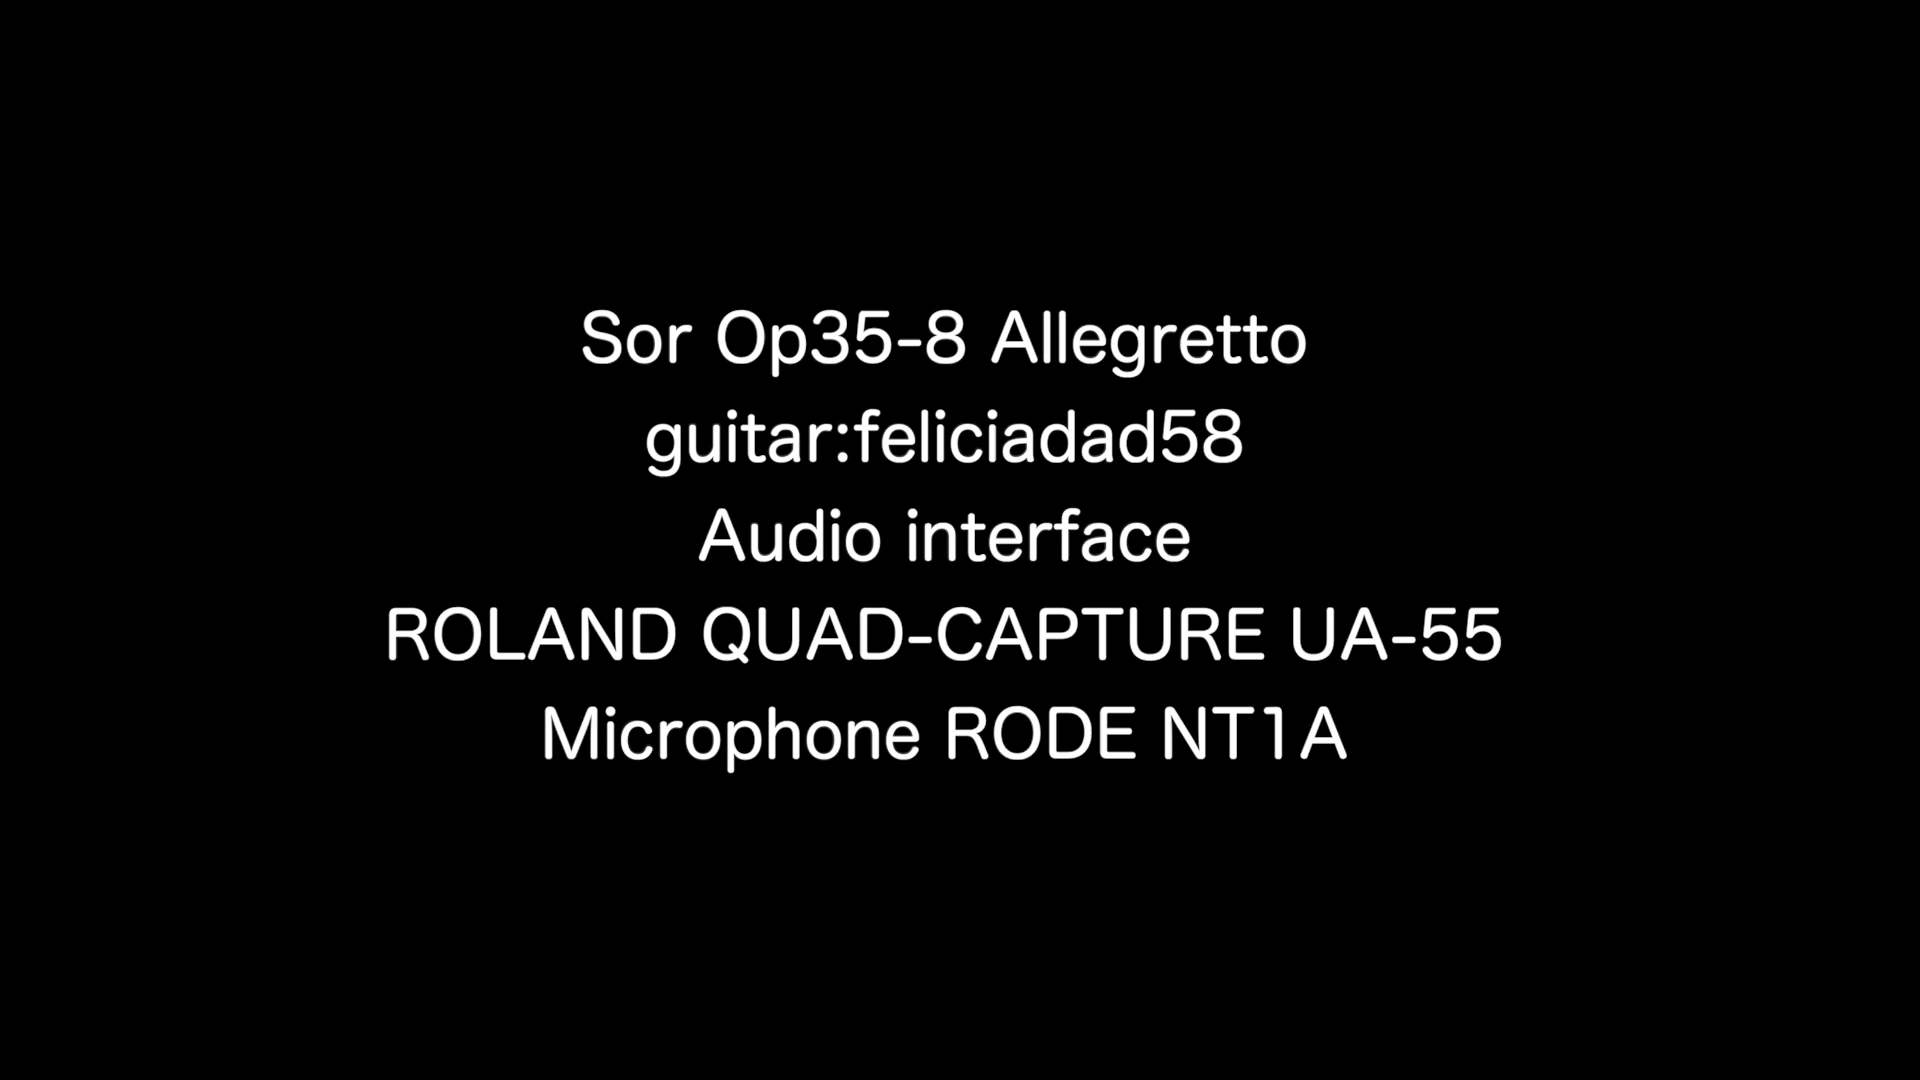 Sor Op35-8 Allegretto
guitar:feliciadad58
Audio interface
ROLAND QUAD-CAPTURE UA-55
Microphone RODE NT1A